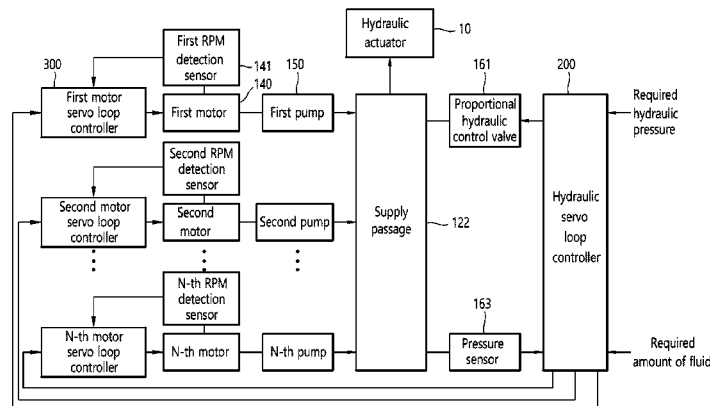 Hydraulic
actuator
10
First RPM
detection
sensor
141
140
300
First motor
servo loop
controller
First motor
150
First pump
161
Proportional
hydraulic
control valve
200
Required
hydraulic
pressure
Second RPM
detection
sensor
Second motor
servo loop
controller
Second
motor
Second pump
Supply
passage
122
Hydraulic
servo
loop
controller
N-th RPM
detection
sensor
N-th motor
servo loop
controller
N-th motor
N-th pump
163
Pressure
sensor
Required
amount of fluid